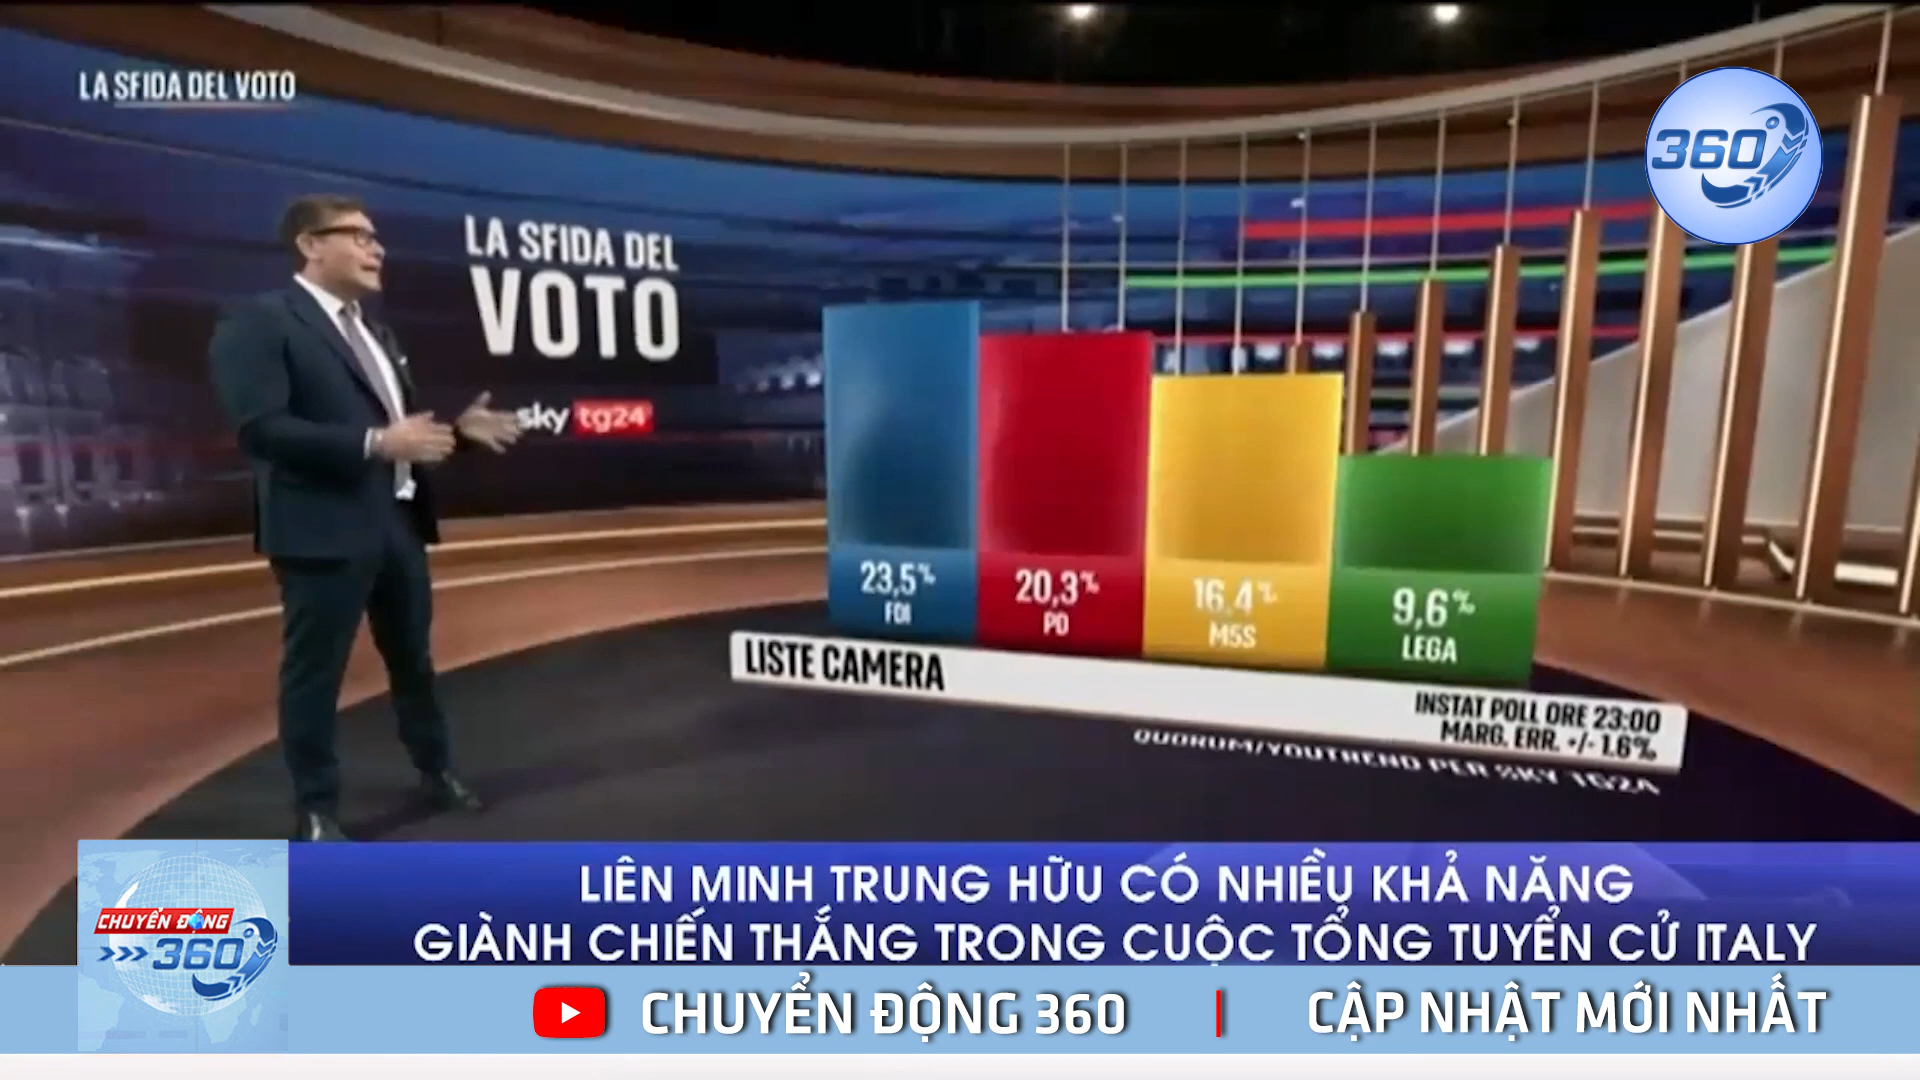 LA SFIDA DEL VOTO
360
LA SFIDA DEL
VOTO
sky tg24
23,5%
FDI
20,3%
PD
16,4%
M5S
9,6%
LEGA
LISTE CAMERA
INSTAT POLL ORE 23:00
MARG. ERR. +/- 1.6%
QUORUM/YOUTREND PER SKY TG24
LIÊN MINH TRUNG HỮU CÓ NHIỀU KHẢ NĂNG
GIÀNH CHIẾN THẮNG TRONG CUỘC TỔNG TUYỂN CỬ ITALY
CHUYỂN ĐỘNG
>>> 360
CHUYỂN ĐỘNG 360 | CẬP NHẬT MỚI NHẤT